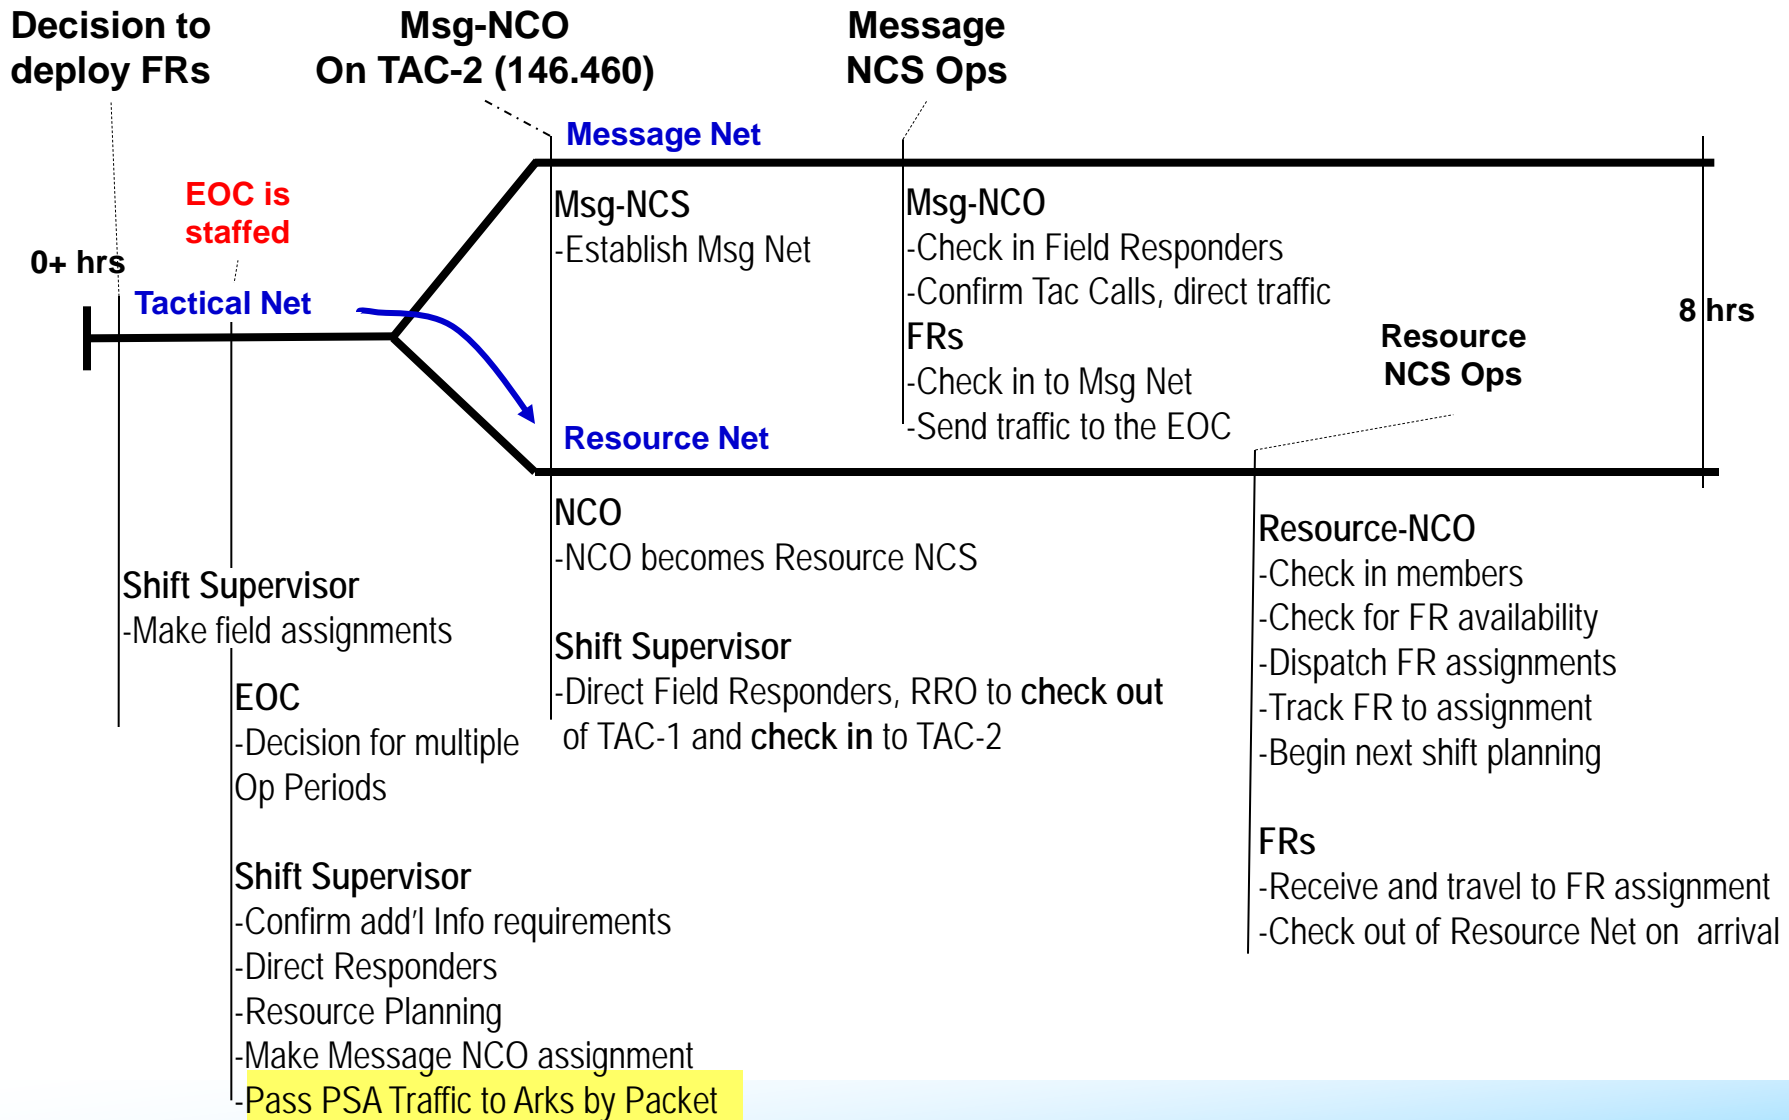 Decision to
deploy FRs
Msg-NCO
On TAC-2 (146.460)
Message
NCS Ops
Message Net
EOC is
staffed
0+ hrs
Tactical Net
Msg-NCS
-Establish Msg Net
Msg-NCO
-Check in Field Responders
-Confirm Tac Calls, direct traffic
FRs
-Check in to Msg Net
-Send traffic to the EOC
8 hrs
Resource
NCS Ops
Resource Net
NCO
-NCO becomes Resource NCS
Shift Supervisor
-Direct Field Responders, RRO to check out
of TAC-1 and check in to TAC-2
Resource-NCO
-Check in members
-Check for FR availability
-Dispatch FR assignments
-Track FR to assignment
-Begin next shift planning
FRs
-Receive and travel to FR assignment
-Check out of Resource Net on arrival
Shift Supervisor
-Make field assignments
EOC
-Decision for multiple
Op Periods
Shift Supervisor
-Confirm add'l Info requirements
-Direct Responders
-Resource Planning
-Make Message NCO assignment
-Pass PSA Traffic to Arks by Packet